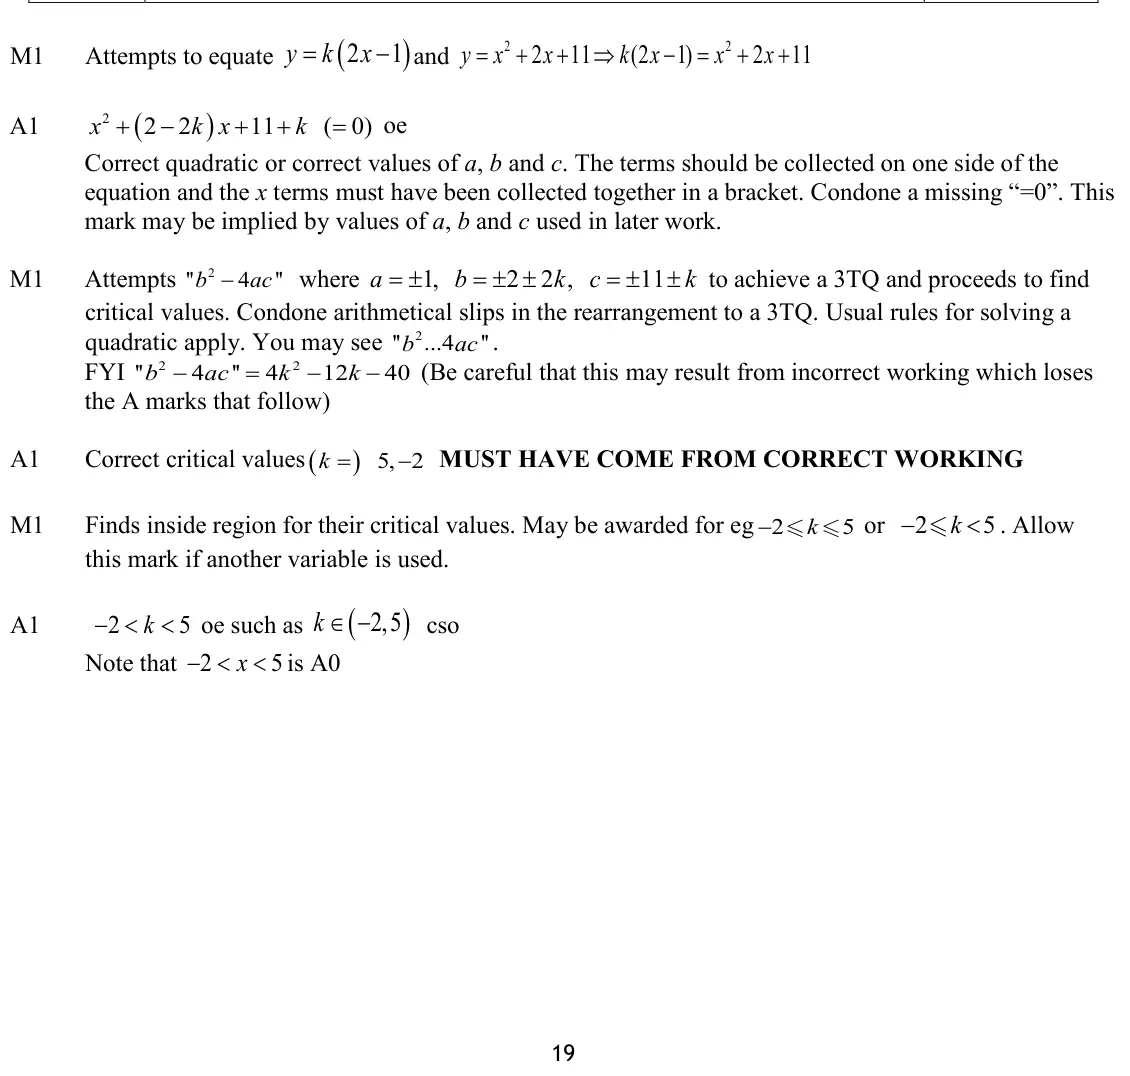 M1 Attempts to equate y = k(2x −1) and y = x² + 2x +11 ⇒ k(2x −1) = x² + 2x +11
A1 x² + (2 − 2k) x +11+ k (= 0) oe
Correct quadratic or correct values of a, b and c. The terms should be collected on one side of the
equation and the x terms must have been collected together in a bracket. Condone a missing “=0”. This
mark may be implied by values of a, b and c used in later work.
M1 Attempts "b² − 4ac" where a = ±1, b = ±2 ± 2k, c = ±11± k to achieve a 3TQ and proceeds to find
critical values. Condone arithmetical slips in the rearrangement to a 3TQ. Usual rules for solving a
quadratic apply. You may see "b²...4ac".
FYI "b² − 4ac" = 4k² −12k − 40 (Be careful that this may result from incorrect working which loses
the A marks that follow)
A1 Correct critical values (k =) 5, −2 MUST HAVE COME FROM CORRECT WORKING
M1 Finds inside region for their critical values. May be awarded for eg −2 ⩽ k ⩽ 5 or −2 ⩽ k < 5 . Allow
this mark if another variable is used.
A1 −2 < k < 5 oe such as k ∈ (−2,5) cso
Note that −2 < x < 5 is A0
19